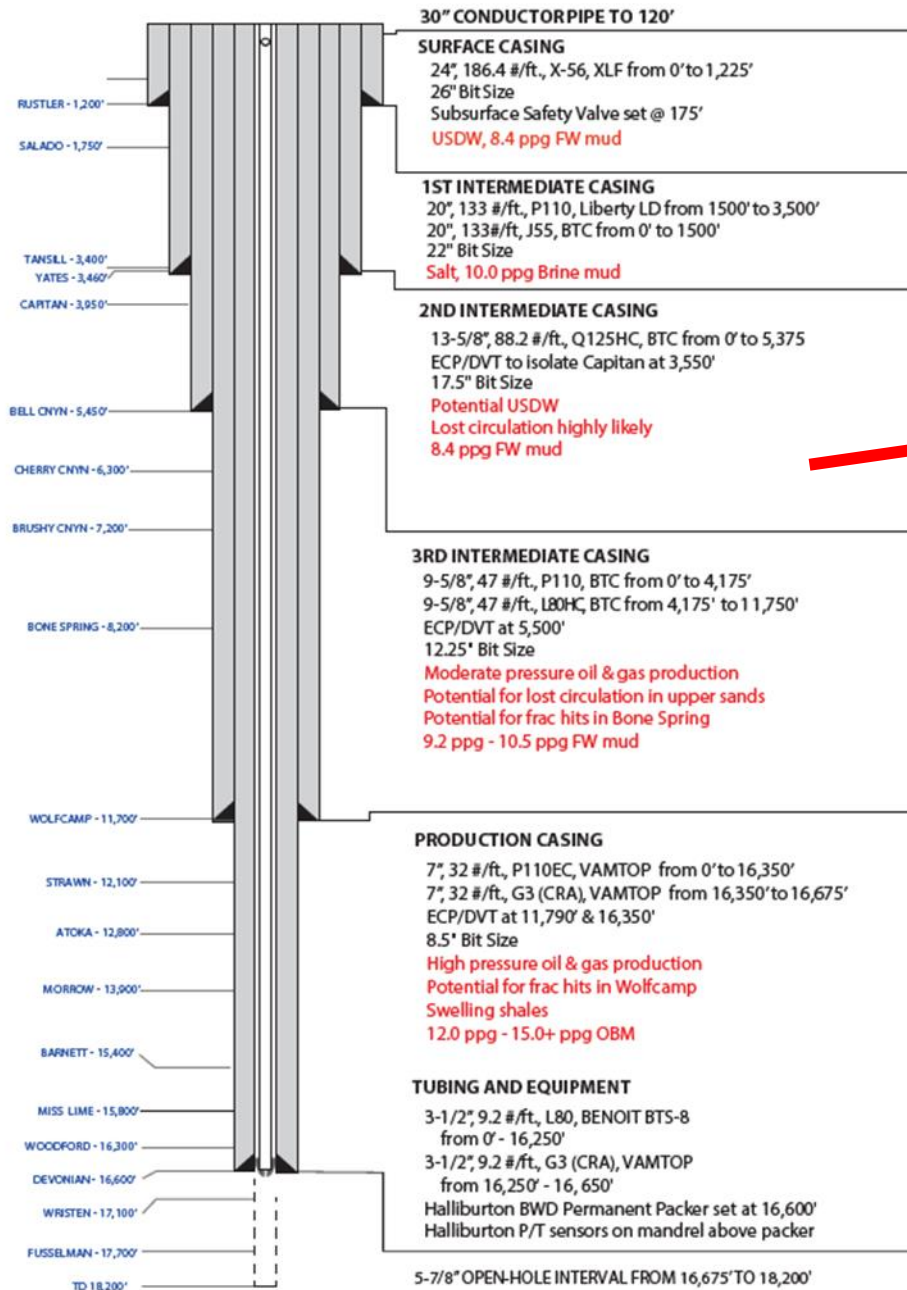 30" CONDUCTOR PIPE TO 120'
SURFACE CASING
24", 186.4 #/ft., X-56, XLF from 0' to 1,225'
26" Bit Size
Subsurface Safety Valve set @ 175'
USDW, 8.4 ppg FW mud
1ST INTERMEDIATE CASING
20", 133 #/ft., P110, Liberty LD from 1500' to 3,500'
20", 133#/ft, J55, BTC from 0' to 1500'
22" Bit Size
Salt, 10.0 ppg Brine mud
2ND INTERMEDIATE CASING
13-5/8", 88.2 #/ft., Q125HC, BTC from 0' to 5,375
ECP/DVT to isolate Capitan at 3,550'
17.5" Bit Size
Potential USDW
Lost circulation highly likely
8.4 ppg FW mud
3RD INTERMEDIATE CASING
9-5/8", 47 #/ft., P110, BTC from 0' to 4,175'
9-5/8", 47 #/ft., L80HC, BTC from 4,175' to 11,750'
ECP/DVT at 5,500'
12.25" Bit Size
Moderate pressure oil & gas production
Potential for lost circulation in upper sands
Potential for frac hits in Bone Spring
9.2 ppg - 10.5 ppg FW mud
PRODUCTION CASING
7", 32 #/ft., P110EC, VAMTOP from 0' to 16,350'
7", 32 #/ft., G3 (CRA), VAMTOP from 16,350' to 16,675'
ECP/DVT at 11,790' & 16,350'
8.5" Bit Size
High pressure oil & gas production
Potential for frac hits in Wolfcamp
Swelling shales
12.0 ppg - 15.0+ ppg OBM
TUBING AND EQUIPMENT
3-1/2", 9.2 #/ft., L80, BENOIT BTS-8
from 0' - 16,250'
3-1/2", 9.2 #/ft., G3 (CRA), VAMTOP
from 16,250' - 16, 650'
Halliburton BWD Permanent Packer set at 16,600'
Halliburton P/T sensors on mandrel above packer
5-7/8" OPEN-HOLE INTERVAL FROM 16,675' TO 18,200'
RUSTLER - 1,200'
SALADO - 1,750'
TANSILL - 3,400'
YATES - 3,460'
CAPITAN - 3,950'
BELL CNYN - 5,450'
CHERRY CNYN - 6,300'
BRUSHY CNYN - 7,200'
BONE SPRING - 8,200'
WOLFCAMP - 11,700'
STRAWN - 12,100'
ATOKA - 12,800'
MORROW - 13,900'
BARNETT - 15,400'
MISS LIME - 15,800'
WOODFORD - 16,300'
DEVONIAN - 16,600'
WRISTEN - 17,100'
FUSSELMAN - 17,700'
TD 18,200'